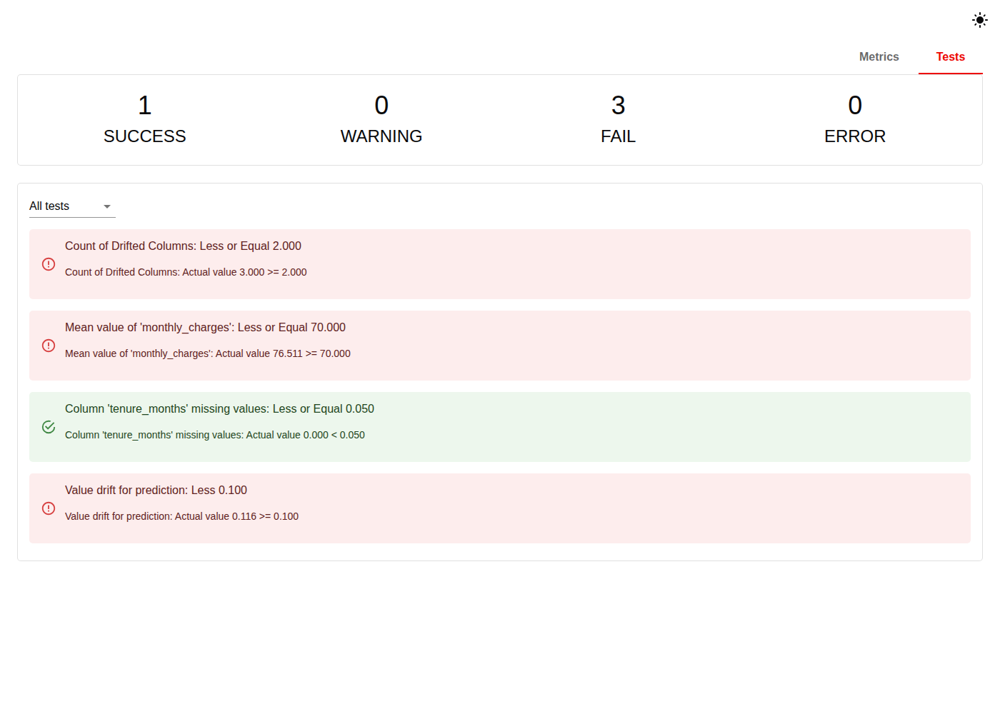 Metrics
Tests
1
SUCCESS
0
WARNING
3
FAIL
0
ERROR
All tests
Count of Drifted Columns: Less or Equal 2.000
Count of Drifted Columns: Actual value 3.000 >= 2.000
Mean value of 'monthly_charges': Less or Equal 70.000
Mean value of 'monthly_charges': Actual value 76.511 >= 70.000
Column 'tenure_months' missing values: Less or Equal 0.050
Column 'tenure_months' missing values: Actual value 0.000 < 0.050
Value drift for prediction: Less 0.100
Value drift for prediction: Actual value 0.116 >= 0.100